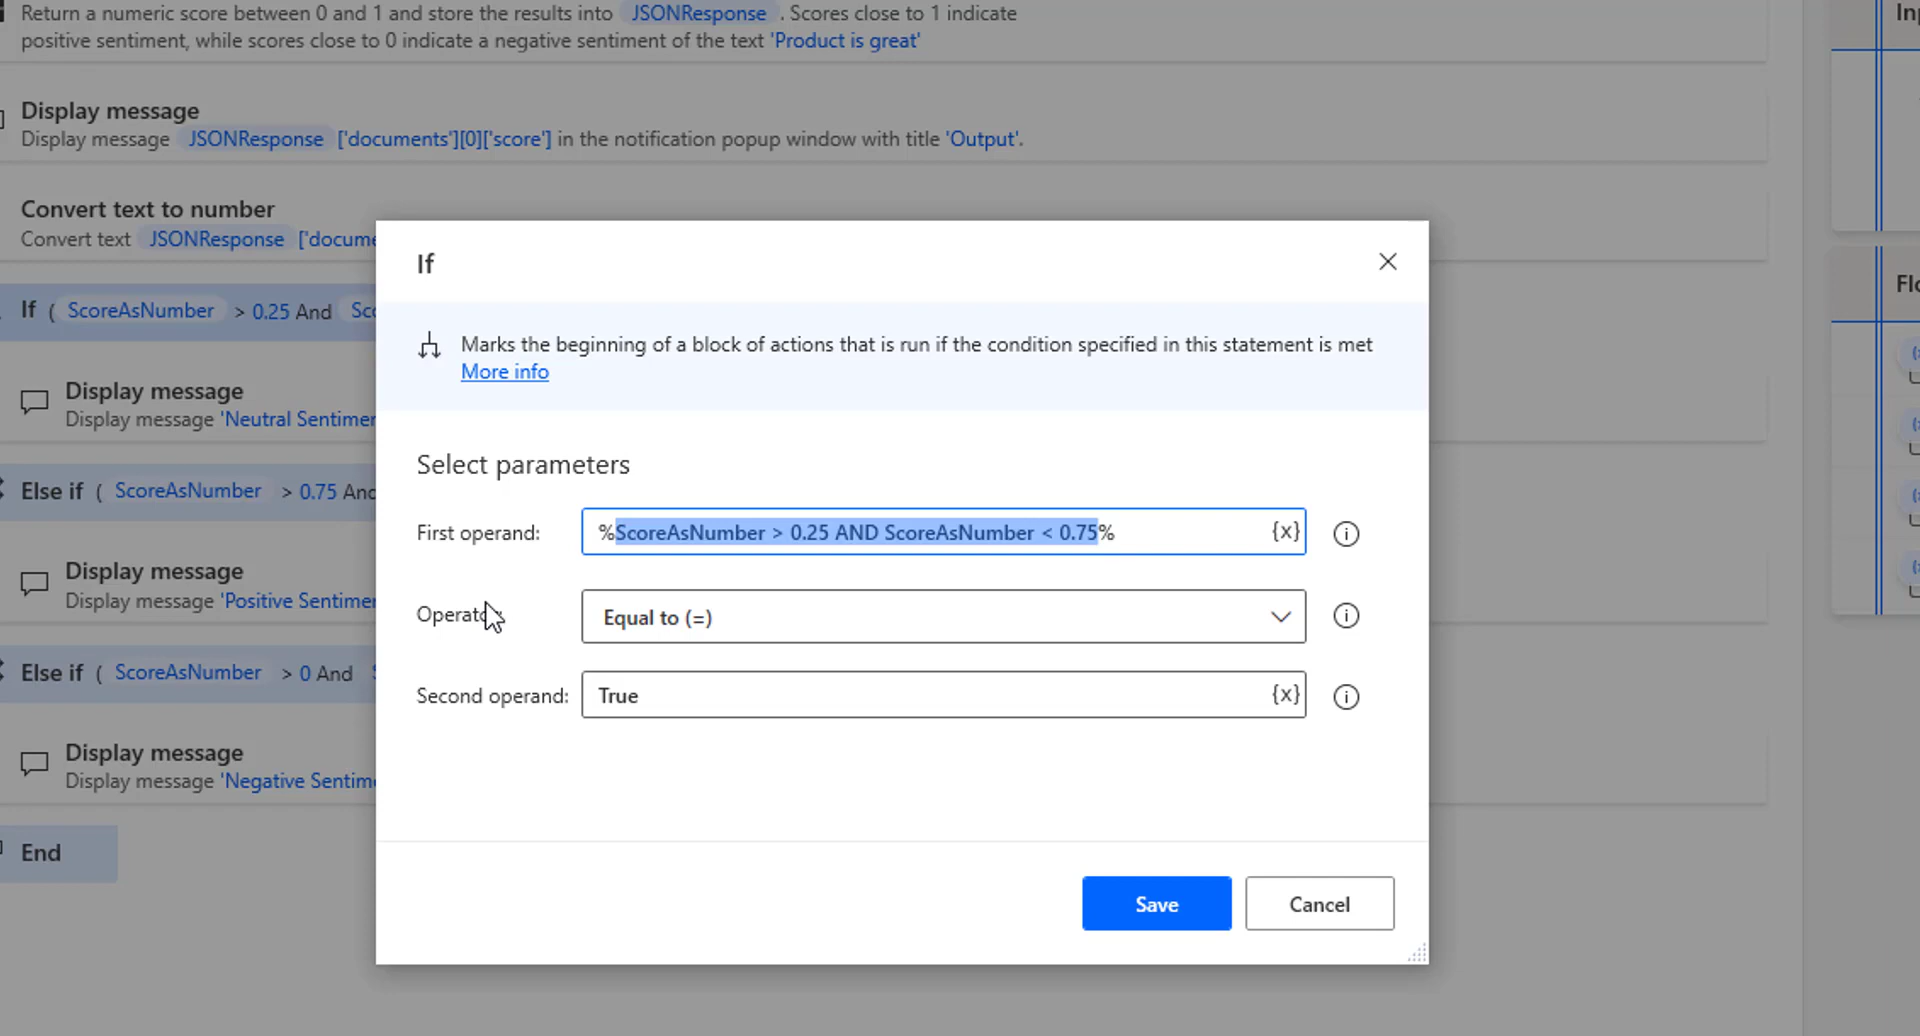 Return a numeric score between 0 and 1 and store the results into JSONResponse . Scores close to 1 indicate
positive sentiment, while scores close to 0 indicate a negative sentiment of the text 'Product is great'
Display message
Display message JSONResponse ['documents'][0]['score'] in the notification popup window with title 'Output'.
Convert text to number
Convert text JSONResponse ['docume
If ( ScoreAsNumber > 0.25 And Sco
Display message
Display message 'Neutral Sentimen
Else if ( ScoreAsNumber > 0.75 And
Display message
Display message 'Positive Sentimen
Else if ( ScoreAsNumber > 0 And
Display message
Display message 'Negative Sentime
End
If
Marks the beginning of a block of actions that is run if the condition specified in this statement is met
More info
Select parameters
First operand: %ScoreAsNumber > 0.25 AND ScoreAsNumber < 0.75% {x}
Operator: Equal to (=)
Second operand: True {x}
Save Cancel
Inp
Flo